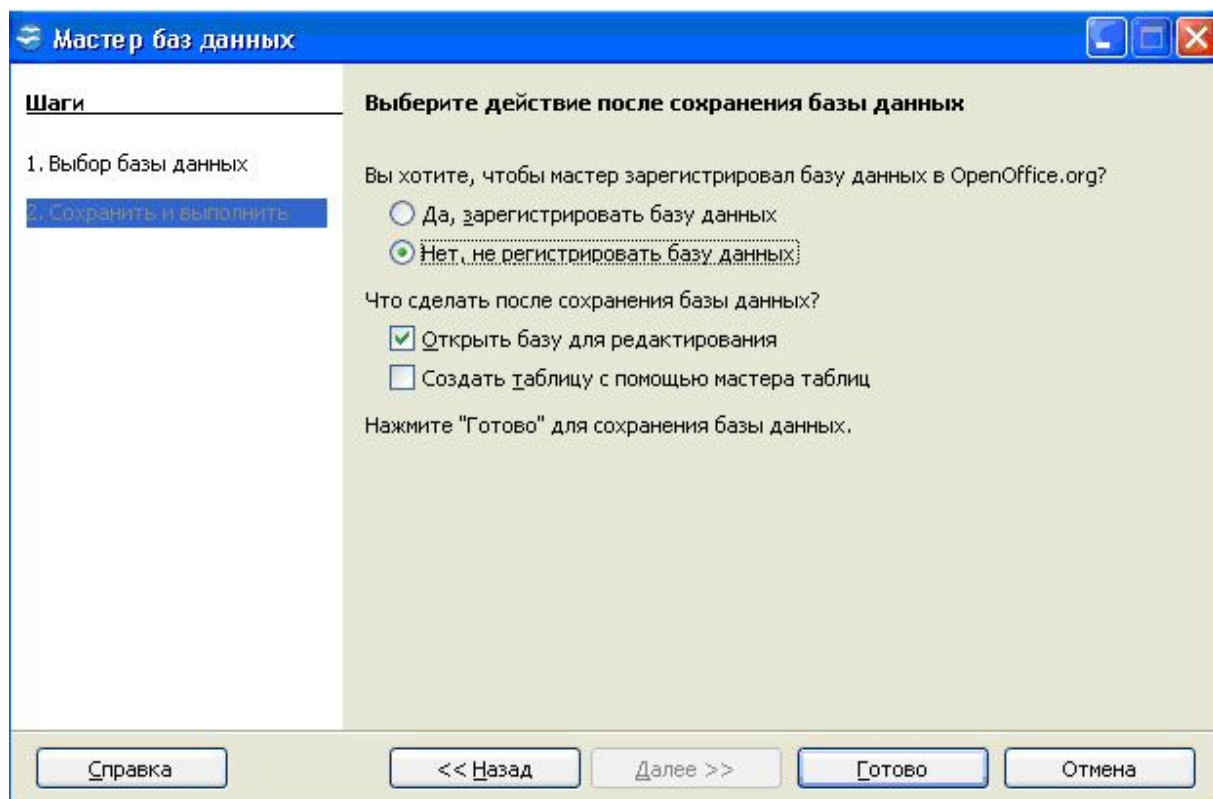 Мастер баз данных
Шаги
1. Выбор базы данных
2. Сохранить и выполнить
Выберите действие после сохранения базы данных
Вы хотите, чтобы мастер зарегистрировал базу данных в OpenOffice.org?
Да, зарегистрировать базу данных
Нет, не регистрировать базу данных
Что сделать после сохранения базы данных?
Открыть базу для редактирования
Создать таблицу с помощью мастера таблиц
Нажмите "Готово" для сохранения базы данных.
Справка
<< Назад
Далее >>
Готово
Отмена